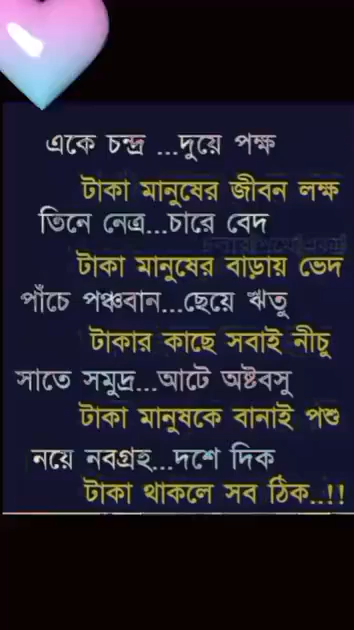 একে চন্দ্র ...দুয়ে পক্ষ
টাকা মানুষের জীবন লক্ষ
তিনে নেত্র...চারে বেদ
টাকা মানুষের বাড়ায় ভেদ
পাঁচে পঞ্চবান...ছেয়ে ঋতু
টাকার কাছে সবাই নীচু
সাতে সমুদ্র...আটে অষ্টবসু
টাকা মানুষকে বানাই পশু
নয়ে নবগ্রহ...দশে দিক
টাকা থাকলে সব ঠিক..!!